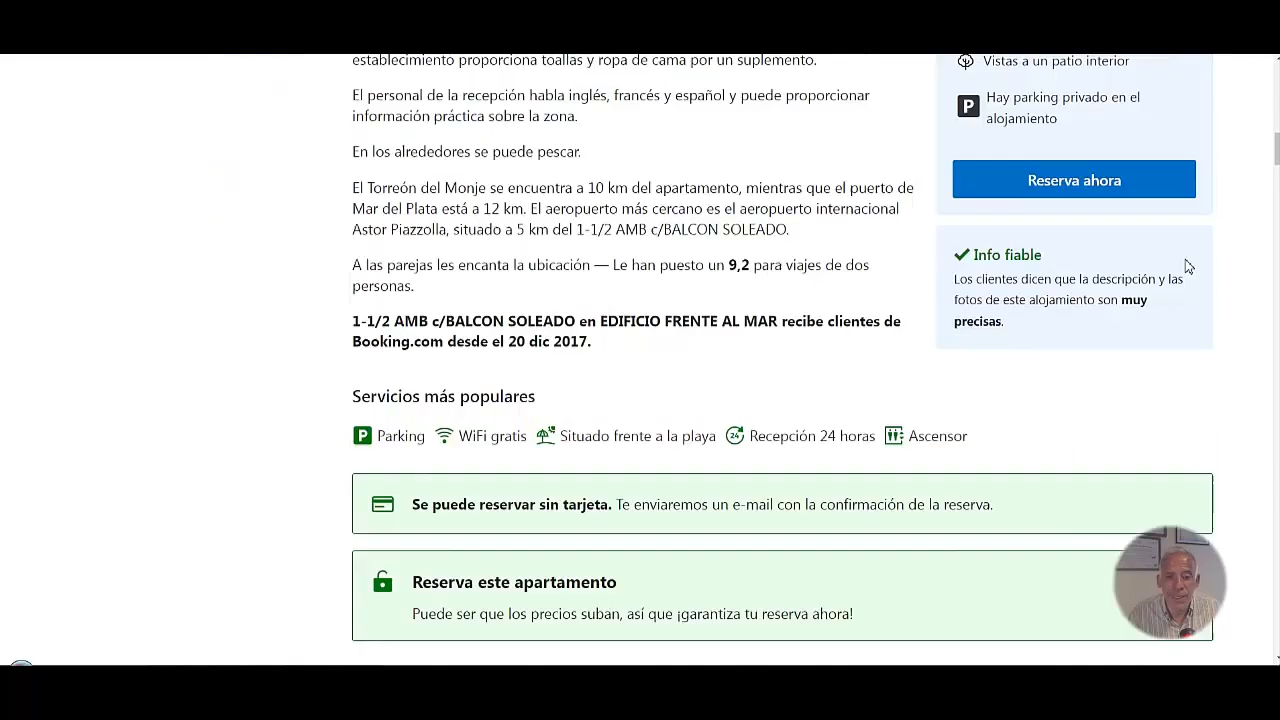 establecimiento proporciona toallas y ropa de cama por un suplemento.
El personal de la recepción habla inglés, francés y español y puede proporcionar
información práctica sobre la zona.
En los alrededores se puede pescar.
El Torreón del Monje se encuentra a 10 km del apartamento, mientras que el puerto de
Mar del Plata está a 12 km. El aeropuerto más cercano es el aeropuerto internacional
Astor Piazzolla, situado a 5 km del 1-1/2 AMB c/BALCON SOLEADO.
A las parejas les encanta la ubicación — Le han puesto un 9,2 para viajes de dos
personas.
1-1/2 AMB c/BALCON SOLEADO en EDIFICIO FRENTE AL MAR recibe clientes de
Booking.com desde el 20 dic 2017.
Vistas a un patio interior
P Hay parking privado en el
alojamiento
Reserva ahora
Info fiable
Los clientes dicen que la descripción y las
fotos de este alojamiento son muy
precisas.
Servicios más populares
P Parking WiFi gratis Situado frente a la playa 24 Recepción 24 horas Ascensor
Se puede reservar sin tarjeta. Te enviaremos un e-mail con la confirmación de la reserva.
Reserva este apartamento
Puede ser que los precios suban, así que ¡garantiza tu reserva ahora!